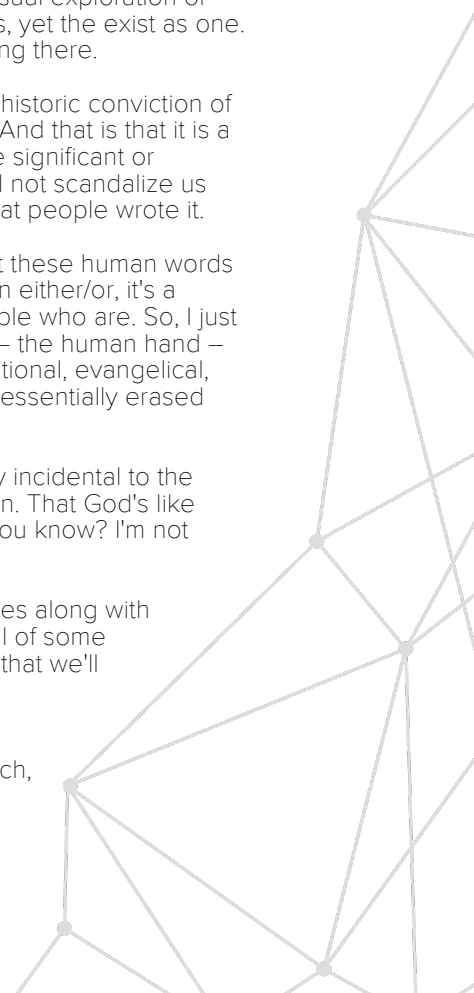 s, yet the exist as one.
ng there.
historic conviction of
And that is that it is a
significant or
not scandalize us
at people wrote it.
t these human words
n either/or, it's a
ple who are. So, I just
– the human hand –
tional, evangelical,
essentially erased
y incidental to the
n. That God's like
ou know? I'm not
es along with
l of some
that we'll
ch,